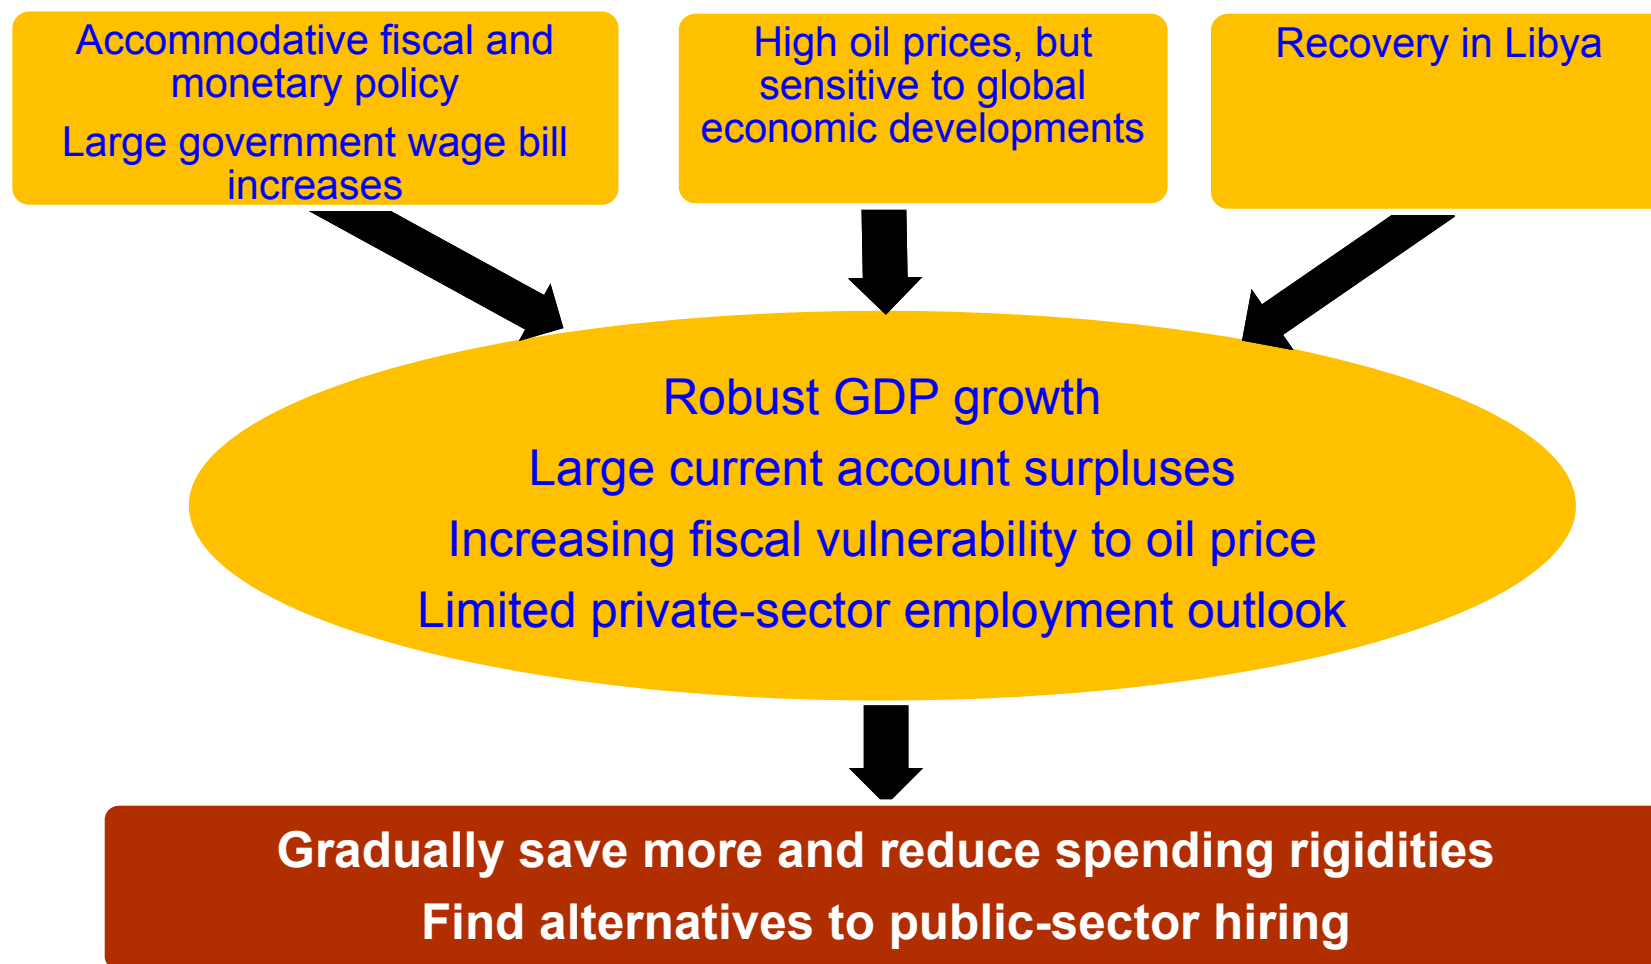 Accommodative fiscal and
monetary policy
Large government wage bill
increases
High oil prices, but
sensitive to global
economic developments
Recovery in Libya
Robust GDP growth
Large current account surpluses
Increasing fiscal vulnerability to oil price
Limited private-sector employment outlook
Gradually save more and reduce spending rigidities
Find alternatives to public-sector hiring